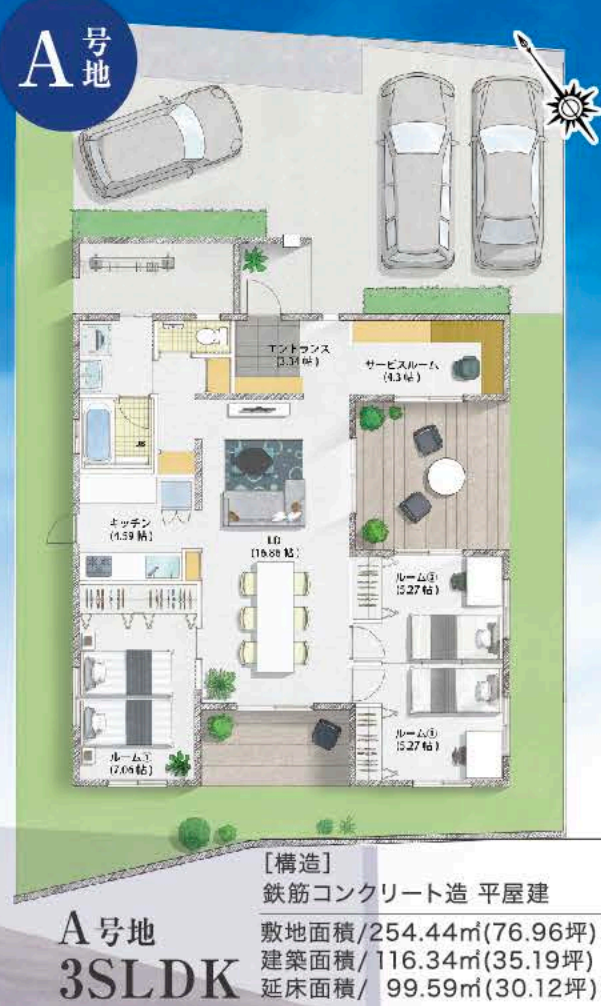 A号地
エントランス
(3.34帖)
サービスルーム
(4.3帖)
キッチン
(4.59帖)
LD
(16.86帖)
ルーム②
(5.27帖)
ルーム③
(5.27帖)
ルーム①
(7.06帖)
[構造]
鉄筋コンクリート造 平屋建
A号地
3SLDK
敷地面積/254.44㎡(76.96坪)
建築面積/116.34㎡(35.19坪)
延床面積/ 99.59㎡(30.12坪)